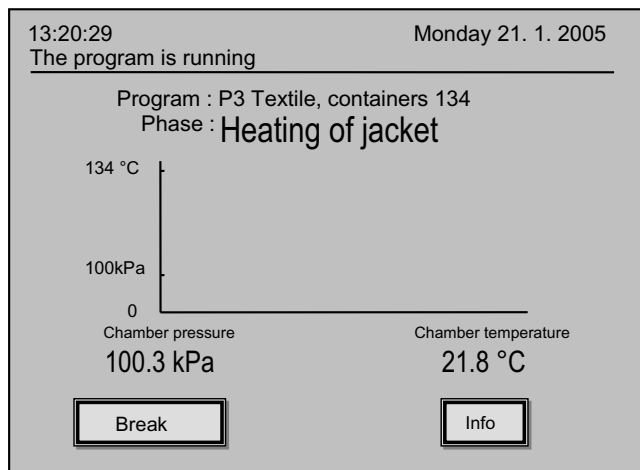 13:20:29 Monday 21. 1. 2005
The program is running
Program : P3 Textile, containers 134
Phase : Heating of jacket
134 °C
100kPa
0
Chamber pressure Chamber temperature
100.3 kPa 21.8 °C
Break Info